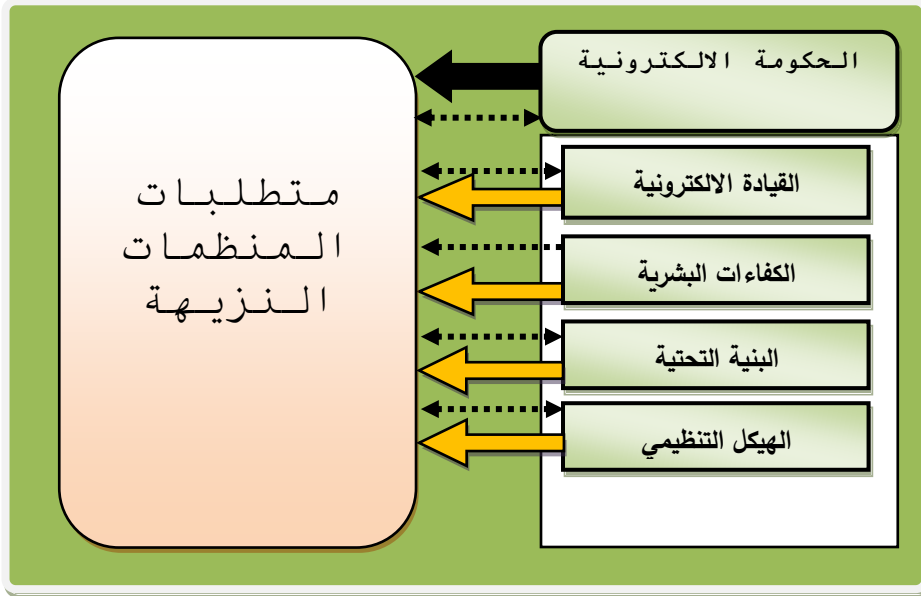 الحكومة الالكترونية
القيادة الالكترونية
الكفاءات البشرية
البنية التحتية
الهيكل التنظيمي
متطلبات
المنظمات
النزيهة